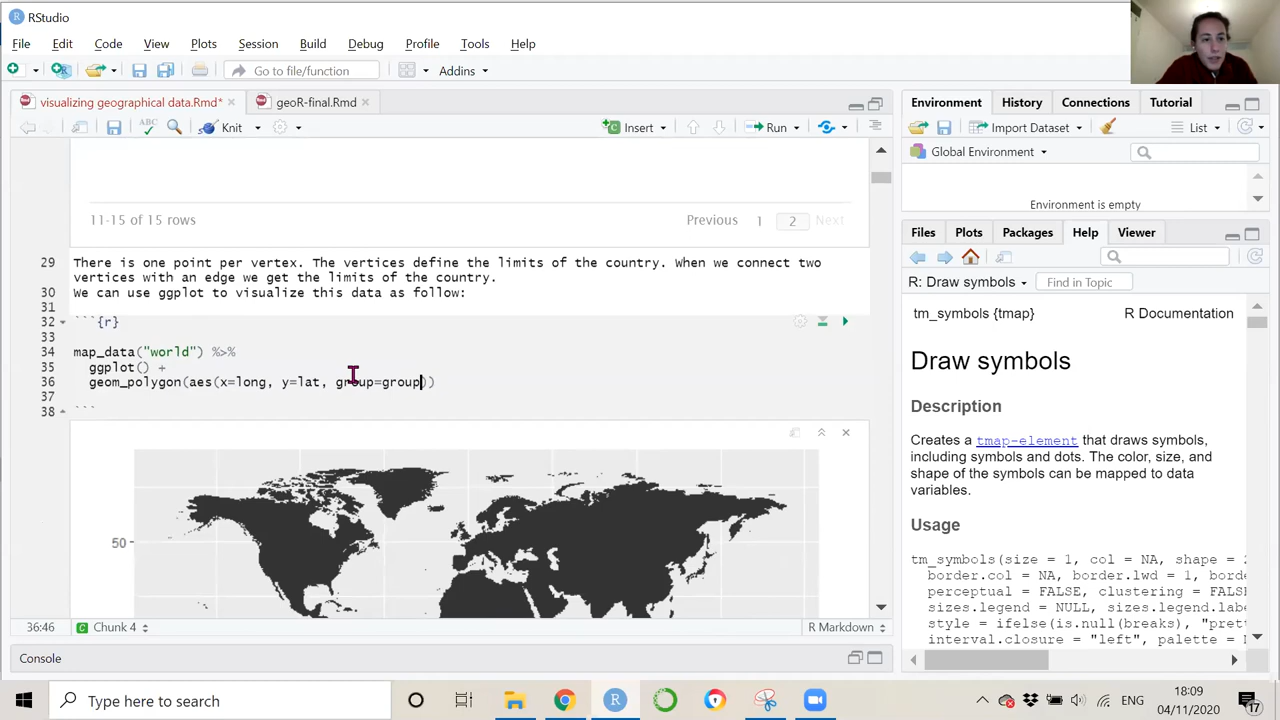 RStudio
File Edit Code View Plots Session Build Debug Profile Tools Help
Go to file/function Addins
visualizing geographical data.Rmd* geoR-final.Rmd
ABC Knit Insert Run
11-15 of 15 rows Previous 1 2 Next
29 There is one point per vertex. The vertices define the limits of the country. When we connect two
vertices with an edge we get the limits of the country.
30 We can use ggplot to visualize this data as follow:
31
32 ```{r}
33
34 map_data("world") %>%
35 ggplot() +
36 geom_polygon(aes(x=long, y=lat, group=group))
37
38 ```
50
36:46 Chunk 4 R Markdown
Console
Environment History Connections Tutorial
Import Dataset List
Global Environment
Environment is empty
Files Plots Packages Help Viewer
R: Draw symbols Find in Topic
tm_symbols {tmap} R Documentation
Draw symbols
Description
Creates a tmap-element that draws symbols,
including symbols and dots. The color, size, and
shape of the symbols can be mapped to data
variables.
Usage
tm_symbols(size = 1, col = NA, shape =
border.col = NA, border.lwd = 1, borde
perceptual = FALSE, clustering = FALSE
sizes.legend = NULL, sizes.legend.labe
style = ifelse(is.null(breaks), "prett
interval.closure = "left", palette =
Type here to search
ENG 18:09
04/11/2020
17